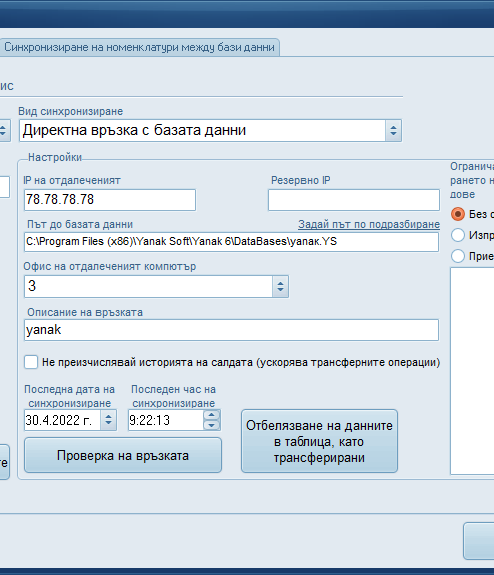 Синхронизиране на номенклатури между бази данни
ис
Вид синхронизиране
Директна връзка с базата данни
Настройки
IP на отдалеченият
Резервно IP
78.78.78.78
Път до базата данни
Задай път по подразбиране
C:\Program Files (x86)\Yanak Soft\Yanak 6\DataBases\yanak.YS
Офис на отдалеченият компютър
3
Описание на връзката
yanak
Не преизчислявай историята на салдата (ускорява трансферните операции)
Последна дата на
синхронизиране
Последен час на
синхронизиране
30.4.2022 г.
9:22:13
Проверка на връзката
Отбелязване на данните
в таблица, като
трансферирани
Огранича
рането н
дове
Без о
Изпр
Прие
те